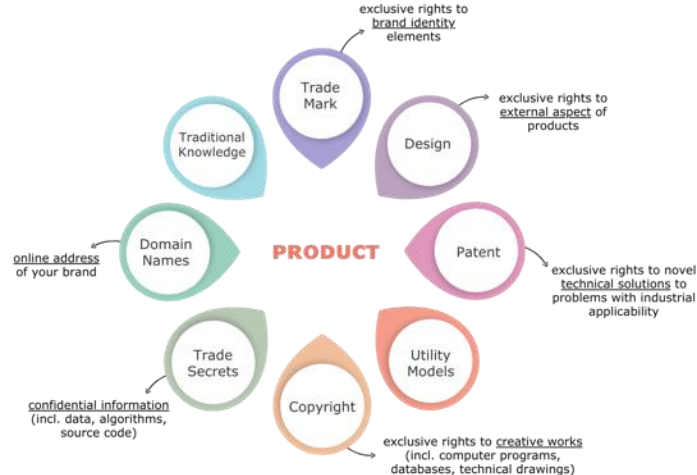 exclusive rights to
brand identity
elements
Trade
Mark
exclusive rights to
external aspect of
products
Design
Traditional
Knowledge
PRODUCT
Patent
exclusive rights to novel
technical solutions to
problems with industrial
applicability
Domain
Names
online address
of your brand
Utility
Models
Trade
Secrets
confidential information
(incl. data, algorithms,
source code)
Copyright
exclusive rights to creative works
(incl. computer programs,
databases, technical drawings)